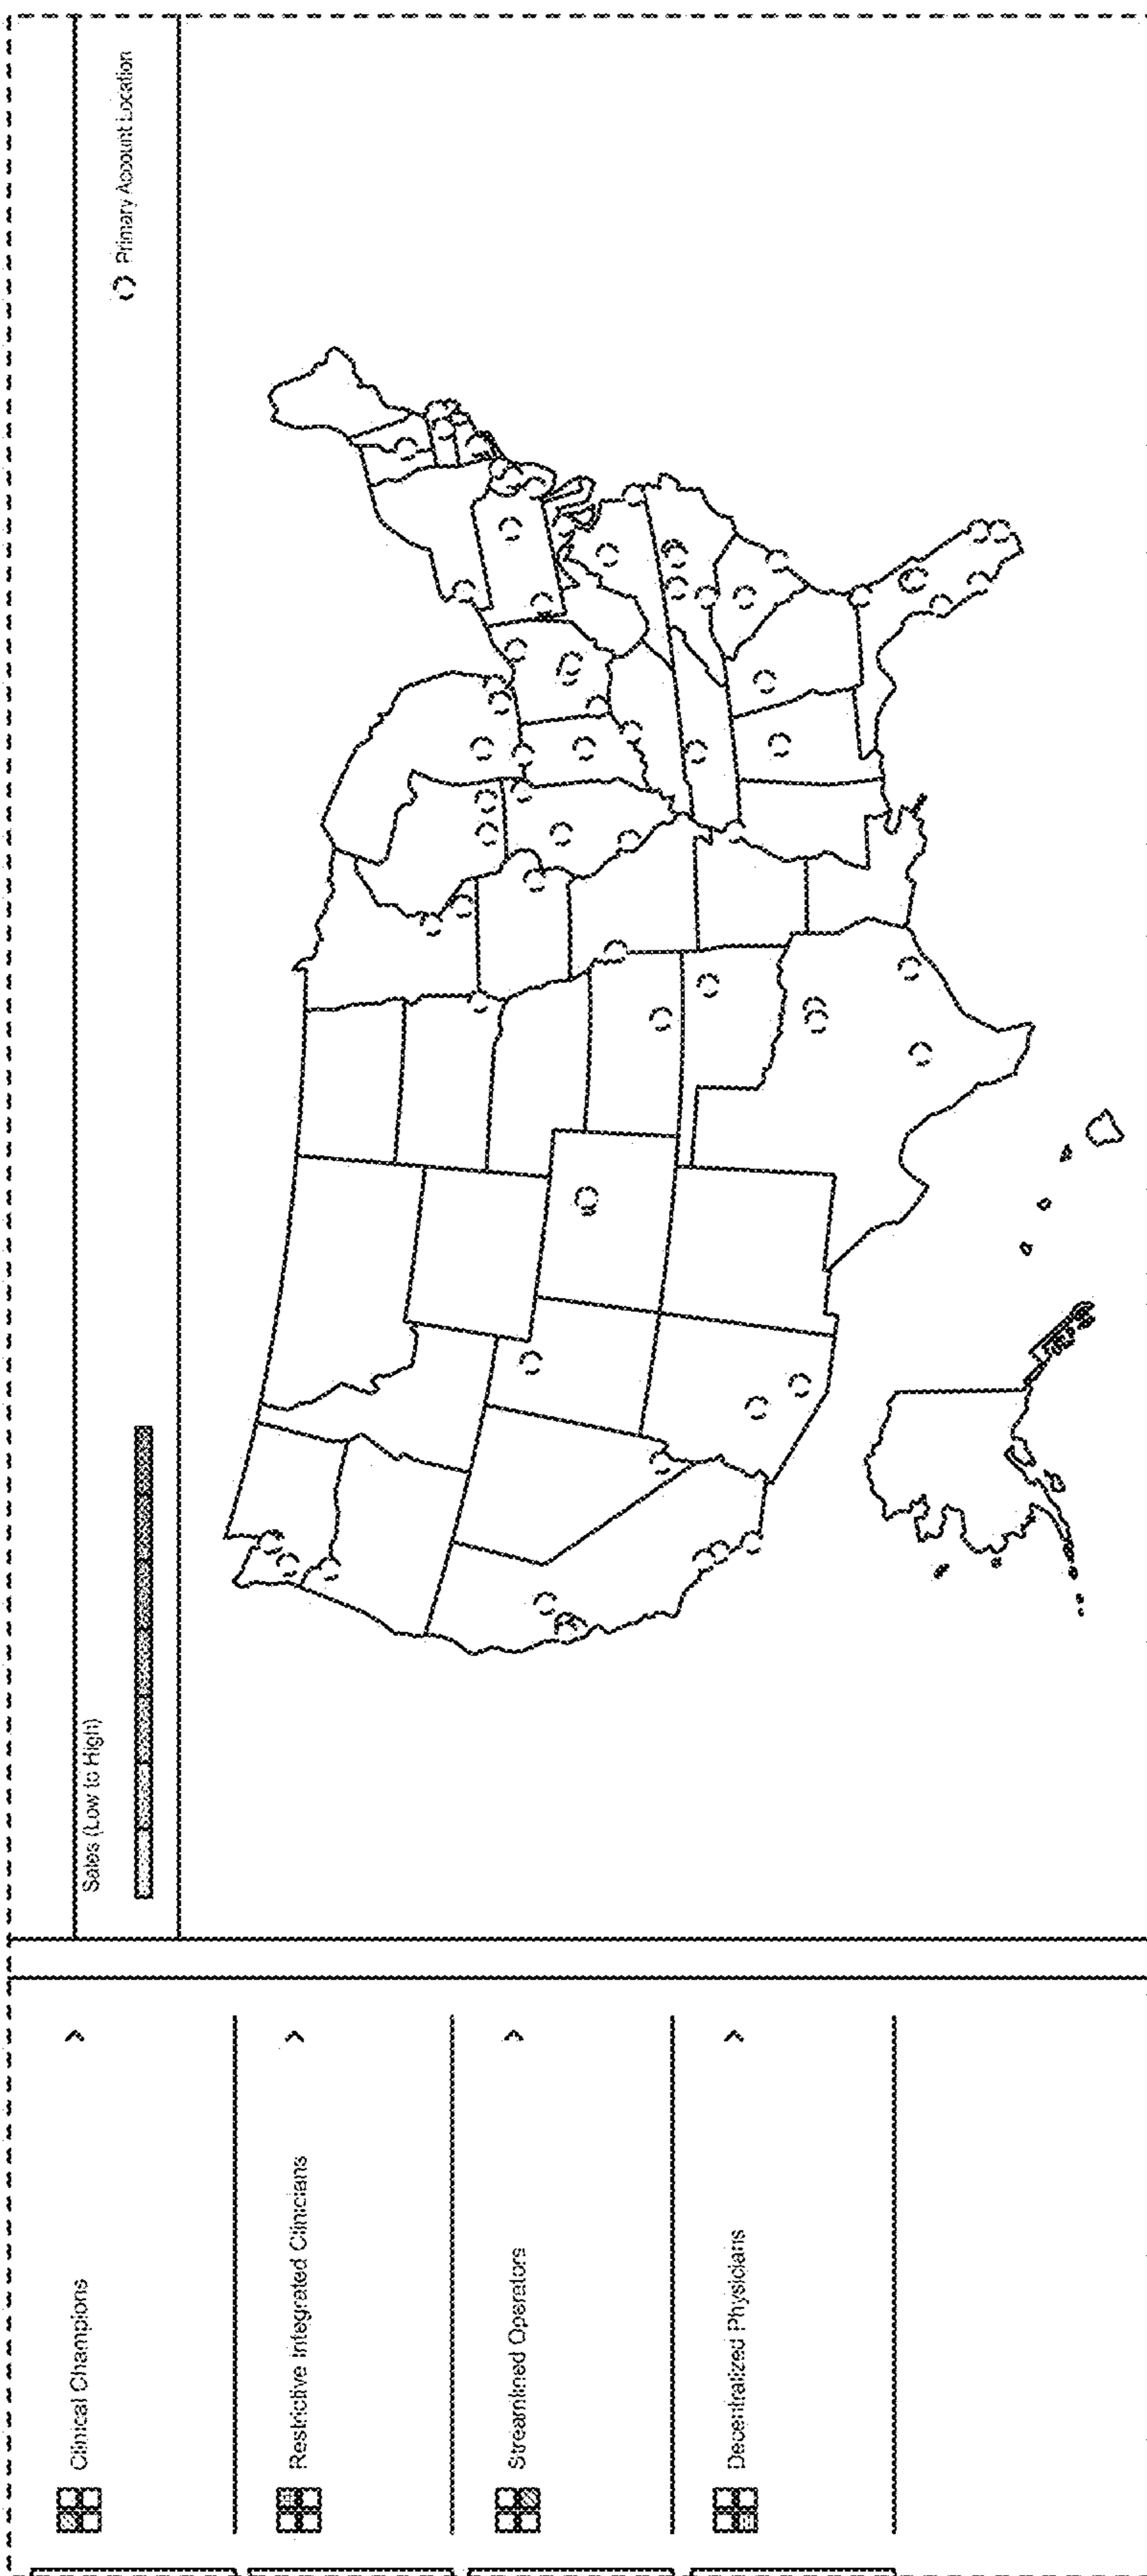 Clinical Champions
Restrictive Integrated Clinicians
Streamlined Operators
Decentralized Physicians
Sales (Low to High)
Primary Account Location